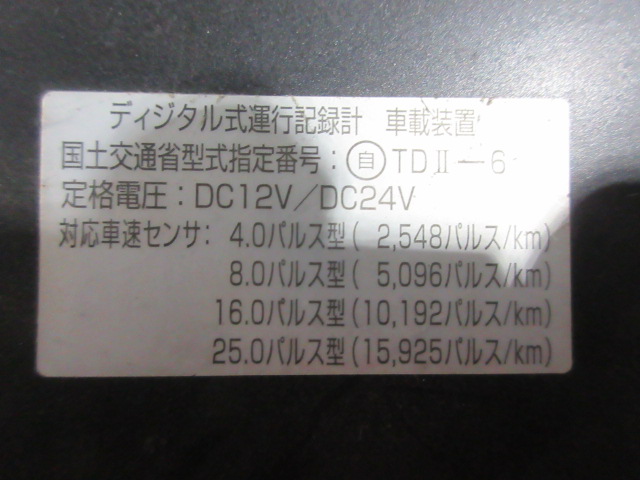 ディジタル式運行記録計 車載装置
国土交通省型式指定番号：自TDⅡ－6
定格電圧：DC12V／DC24V
対応車速センサ：4.0パルス型( 2,548パルス/km)
8.0パルス型( 5,096パルス/km)
16.0パルス型(10,192パルス/km)
25.0パルス型(15,925パルス/km)